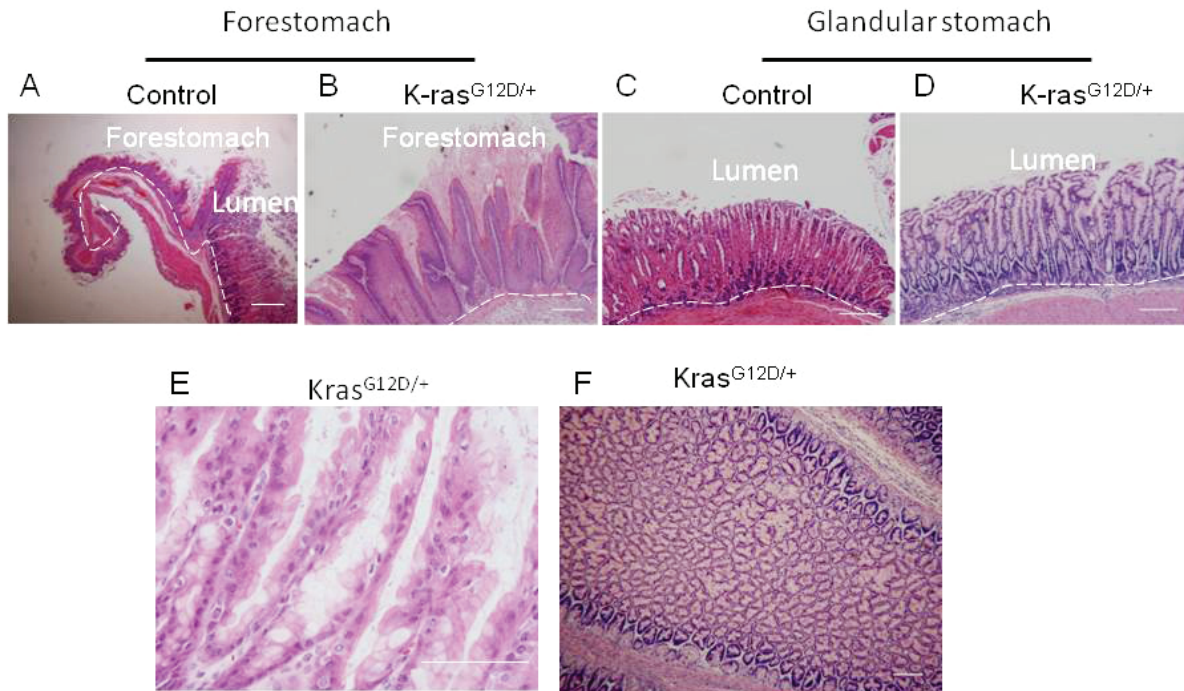 Forestomach
Glandular stomach
A
Control
B
K-ras^G12D/+
C
Control
D
K-ras^G12D/+
Forestomach
Lumen
Forestomach
Lumen
Lumen
E
Kras^G12D/+
F
Kras^G12D/+